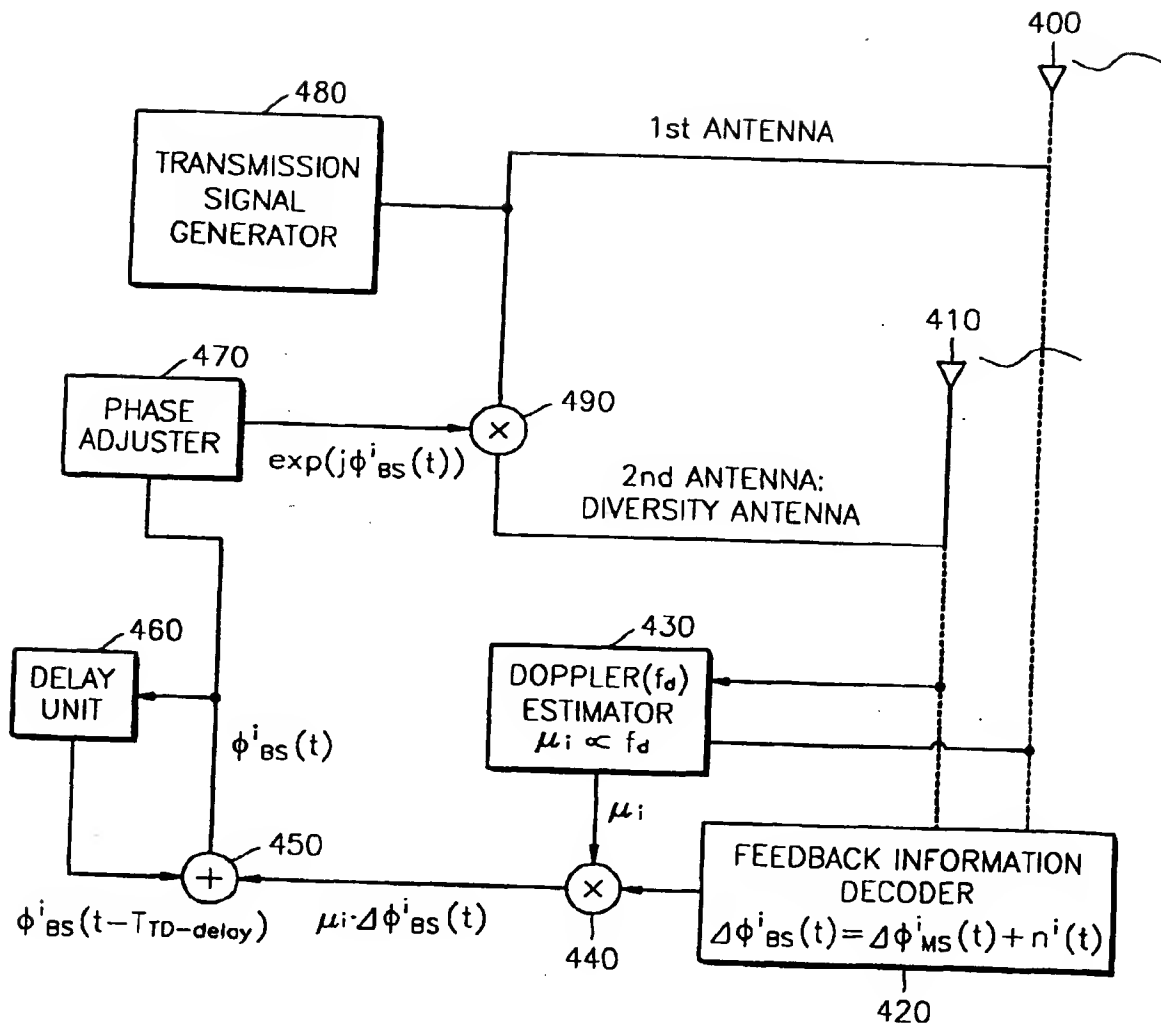 400
480
1st ANTENNA
TRANSMISSION
SIGNAL
GENERATOR
410
470
PHASE
ADJUSTER
490
×
exp(jϕⁱBS(t))
2nd ANTENNA:
DIVERSITY ANTENNA
460
430
DELAY
UNIT
DOPPLER(fd)
ESTIMATOR
μi ∝ fd
ϕⁱBS(t)
μi
450
+
×
FEEDBACK INFORMATION
DECODER
ΔϕⁱBS(t)=ΔϕⁱMS(t)+nⁱ(t)
ϕⁱBS(t−TTD-delay)
μi·ΔϕⁱBS(t)
440
420